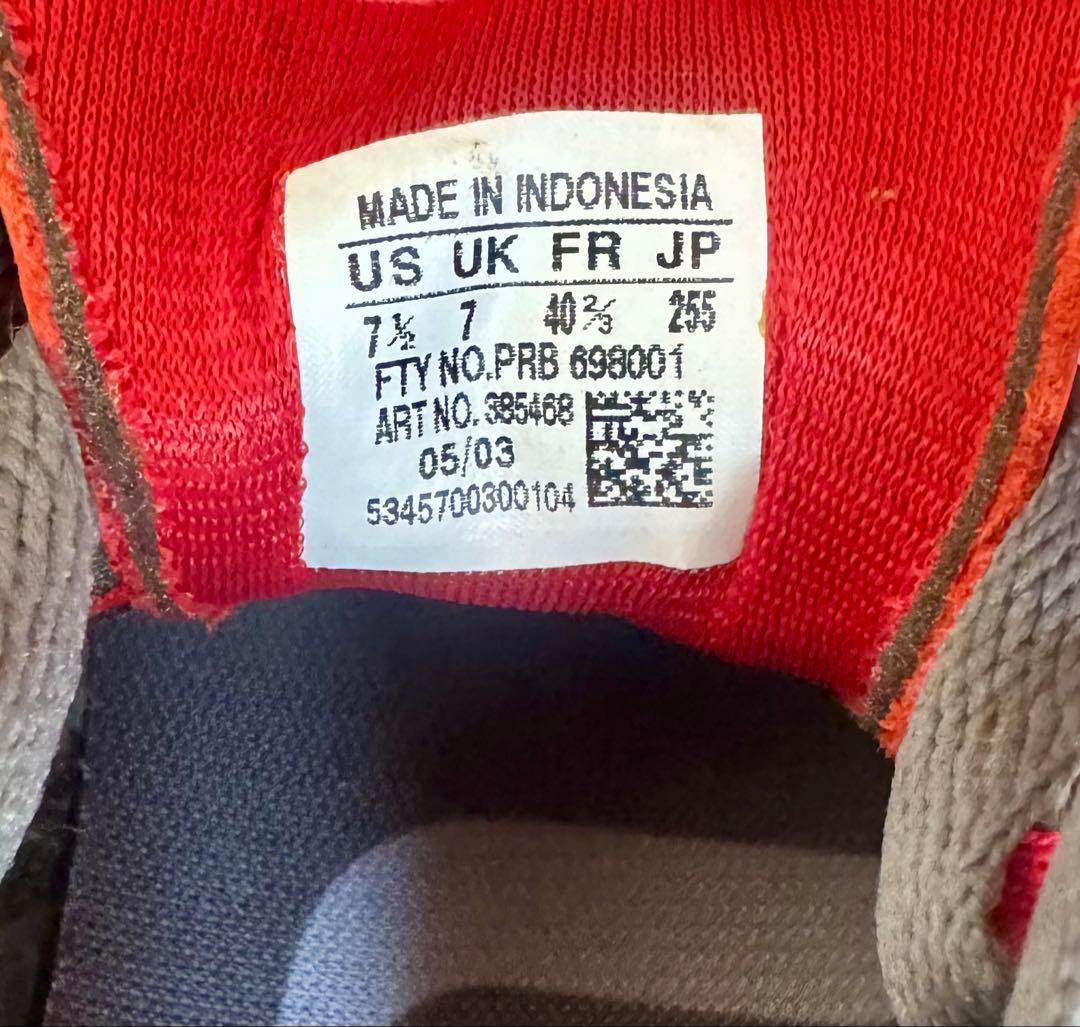 MADE IN INDONESIA
US UK FR JP
7½ 7 40⅔ 255
FTY NO.PRB 698001
ART NO. 385468
05/03
5345700300104